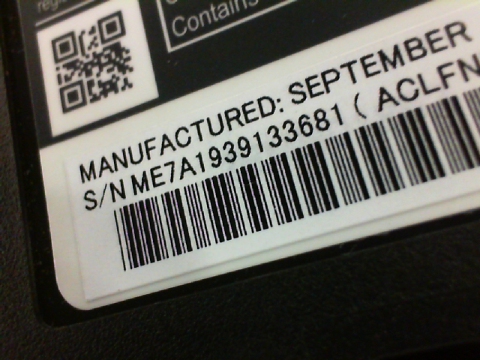 Contains
MANUFACTURED: SEPTEMBER
S/N ME7A1939133681 ( ACLFN